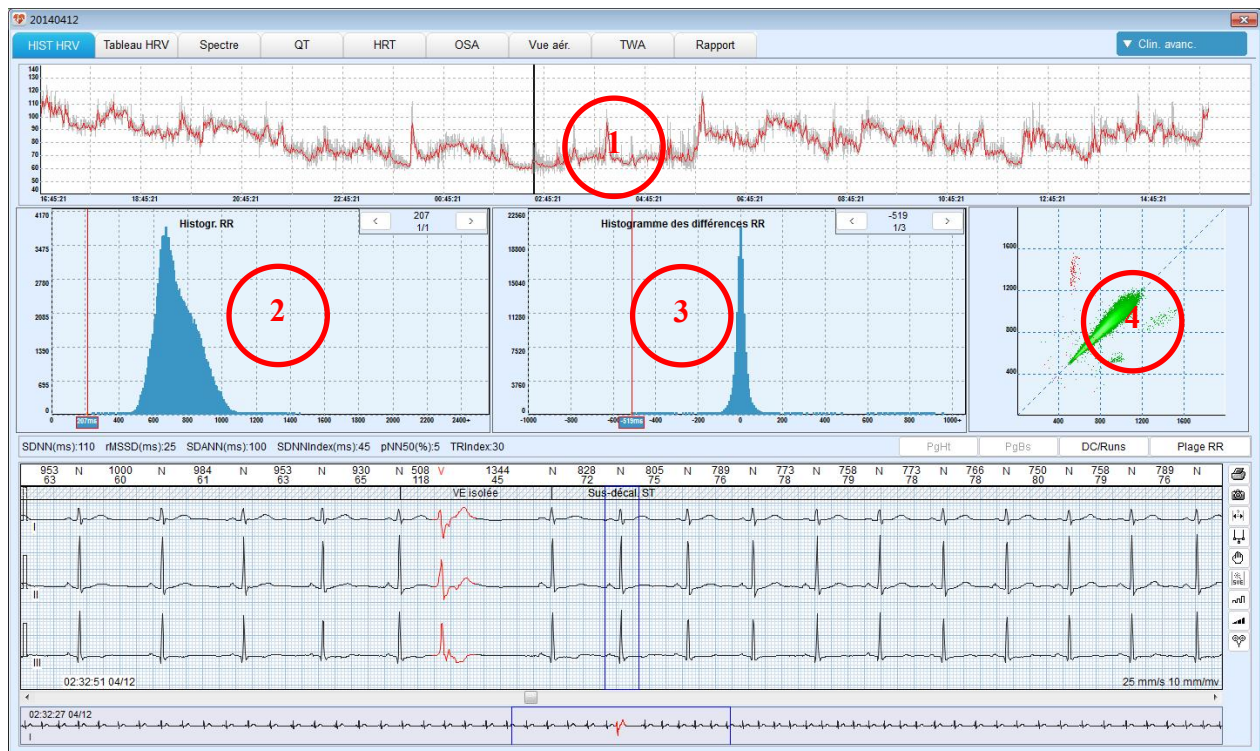 20140412
HIST HRV Tableau HRV Spectre QT HRT OSA Vue aér. TWA Rapport ▼ Clin. avanc.
140
130
120
110
100
90
80
70
60
50
40
1
16:45:21 18:45:21 20:45:21 22:45:21 00:45:21 02:45:21 04:45:21 06:45:21 08:45:21 10:45:21 12:45:21 14:45:21
Histogr. RR
< 207 >
1/1
4170
3475
2780
2085
1390
695
0
2
0 207ms 400 600 800 1000 1200 1400 1600 1800 2000 2200 2400+
Histogramme des différences RR
< -519 >
1/3
22560
18800
15040
11280
7520
3760
0
3
-1000 -800 -600 -519ms -400 -200 0 200 400 600 800 1000+
1600
1200
800
400
4
400 800 1200 1600
SDNN(ms):110 rMSSD(ms):25 SDANN(ms):100 SDNNIndex(ms):45 pNN50(%):5 TRIndex:30 PgHt PgBs DC/Runs Plage RR
953 N 1000 N 984 N 953 N 930 N 508 V 1344 N 828 N 805 N 789 N 773 N 758 N 773 N 766 N 750 N 758 N 789 N
63 60 61 63 65 118 45 72 75 76 78 79 78 78 80 79 76
VE isolée Sus-décal. ST
I
II
III
02:32:51 04/12 25 mm/s 10 mm/mv
SVE
02:32:27 04/12
I